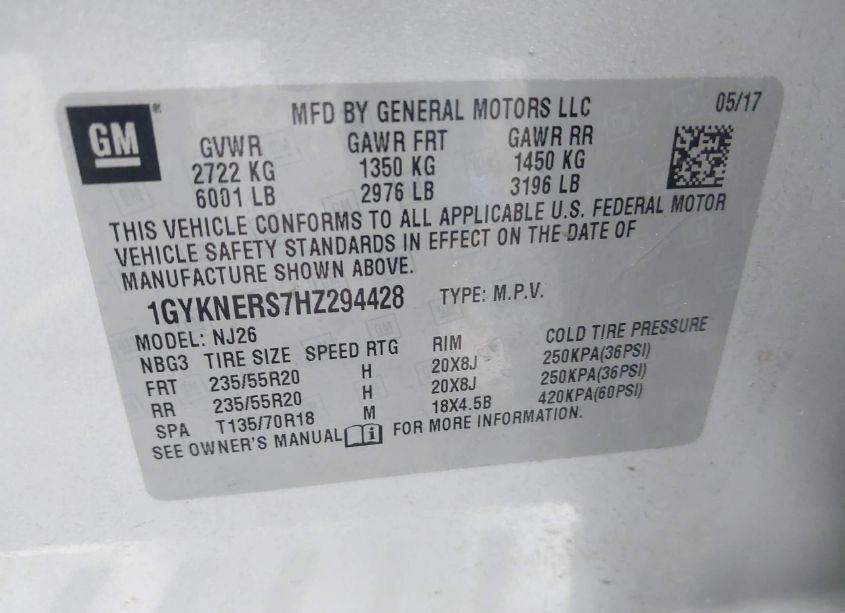 GM®
MFD BY GENERAL MOTORS LLC 05/17
GVWR GAWR FRT GAWR RR
2722 KG 1350 KG 1450 KG
6001 LB 2976 LB 3196 LB
THIS VEHICLE CONFORMS TO ALL APPLICABLE U.S. FEDERAL MOTOR
VEHICLE SAFETY STANDARDS IN EFFECT ON THE DATE OF
MANUFACTURE SHOWN ABOVE.
1GYKNERS7HZ294428 TYPE: M.P.V.
MODEL: NJ26
NBG3 TIRE SIZE SPEED RTG RIM COLD TIRE PRESSURE
FRT 235/55R20 H 20X8J 250KPA(36PSI)
RR 235/55R20 H 20X8J 250KPA(36PSI)
SPA T135/70R18 M 18X4.5B 420KPA(60PSI)
SEE OWNER'S MANUAL FOR MORE INFORMATION.